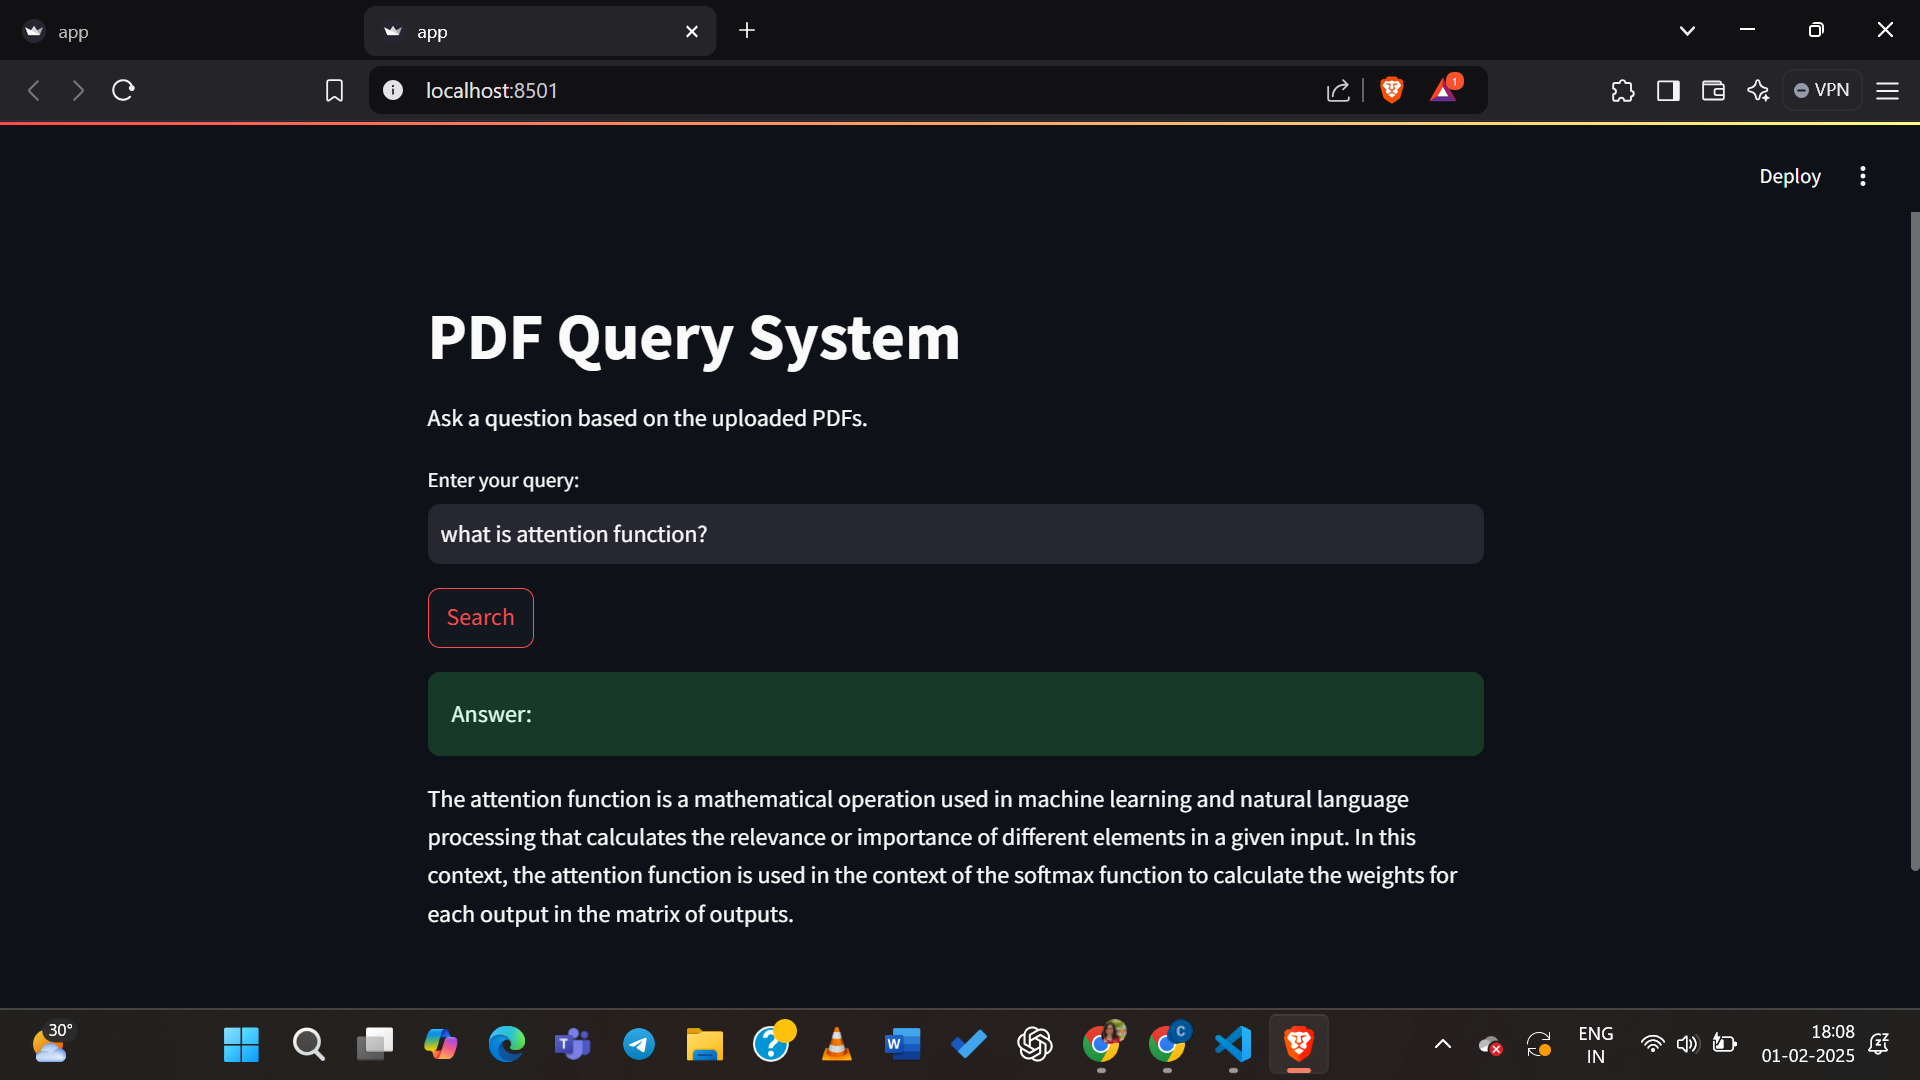 app
app
localhost:8501
1
VPN
Deploy
PDF Query System
Ask a question based on the uploaded PDFs.
Enter your query:
what is attention function?
Search
Answer:
The attention function is a mathematical operation used in machine learning and natural language
processing that calculates the relevance or importance of different elements in a given input. In this
context, the attention function is used in the context of the softmax function to calculate the weights for
each output in the matrix of outputs.
30°
T
?
W
C
ENG
IN
18:08
01-02-2025